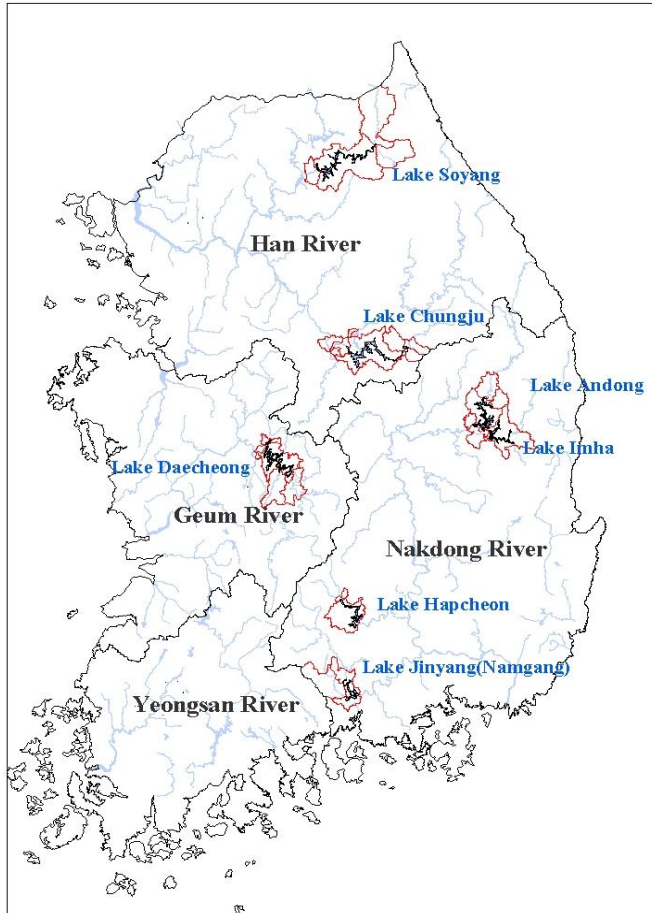 Lake Soyang
Han River
Lake Chungju
Lake Andong
Lake Imha
Lake Daecheong
Geum River
Nakdong River
Lake Hapcheon
Lake Jinyang(Namgang)
Yeongsan River